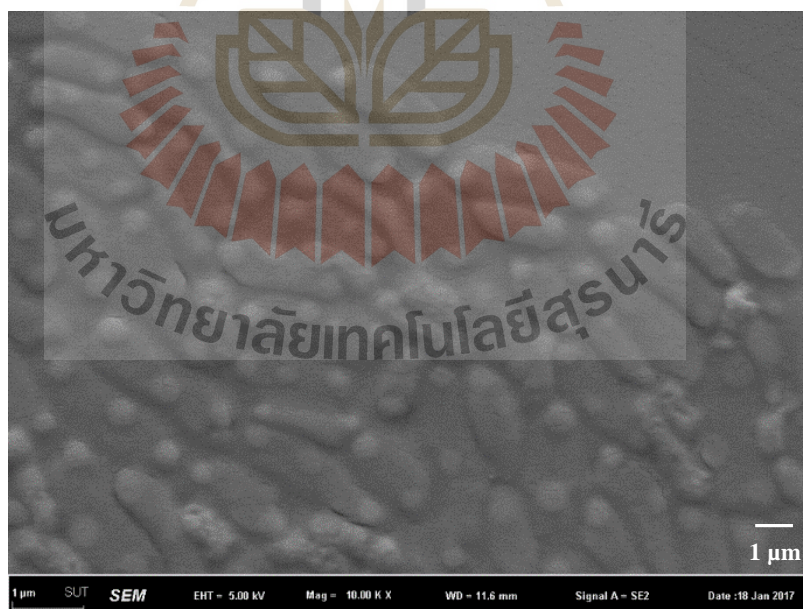 มหาวิทยาลัยเทคโนโลยีสุรนารี
1 μm
1 µm SUT SEM EHT = 5.00 kV Mag = 10.00 K X WD = 11.6 mm Signal A = SE2 Date :18 Jan 2017